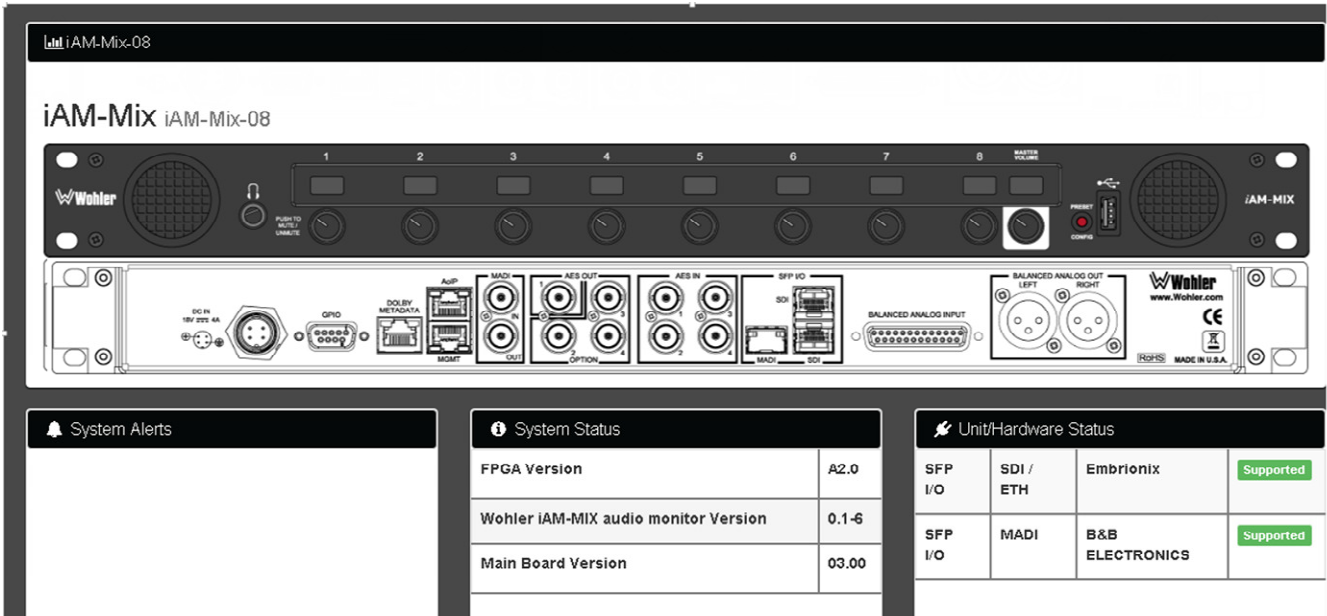 iAM-Mix-08
iAM-Mix iAM-Mix-08
1 2 3 4 5 6 7 8 MASTER VOLUME
Wohler
PUSH TO
MUTE /
UNMUTE
PRESET
CONFIG
iAM-MIX
DC IN
18V 4A
GPIO
DOLBY
METADATA
AoIP
MGMT
MADI
IN
OUT
AES OUT
1
3
2
4
OPTION
AES IN
1
3
2
4
SFP I/O
SDI
MADI
SDI
BALANCED ANALOG INPUT
BALANCED ANALOG OUT
LEFT RIGHT
Wohler
www.Wohler.com
CE
RoHS
MADE IN U.S.A.
System Alerts
System Status
FPGA Version A2.0
Wohler iAM-MIX audio monitor Version 0.1-6
Main Board Version 03.00
Unit/Hardware Status
SFP SDI / Embrionix Supported
I/O ETH
SFP MADI B&B Supported
I/O ELECTRONICS